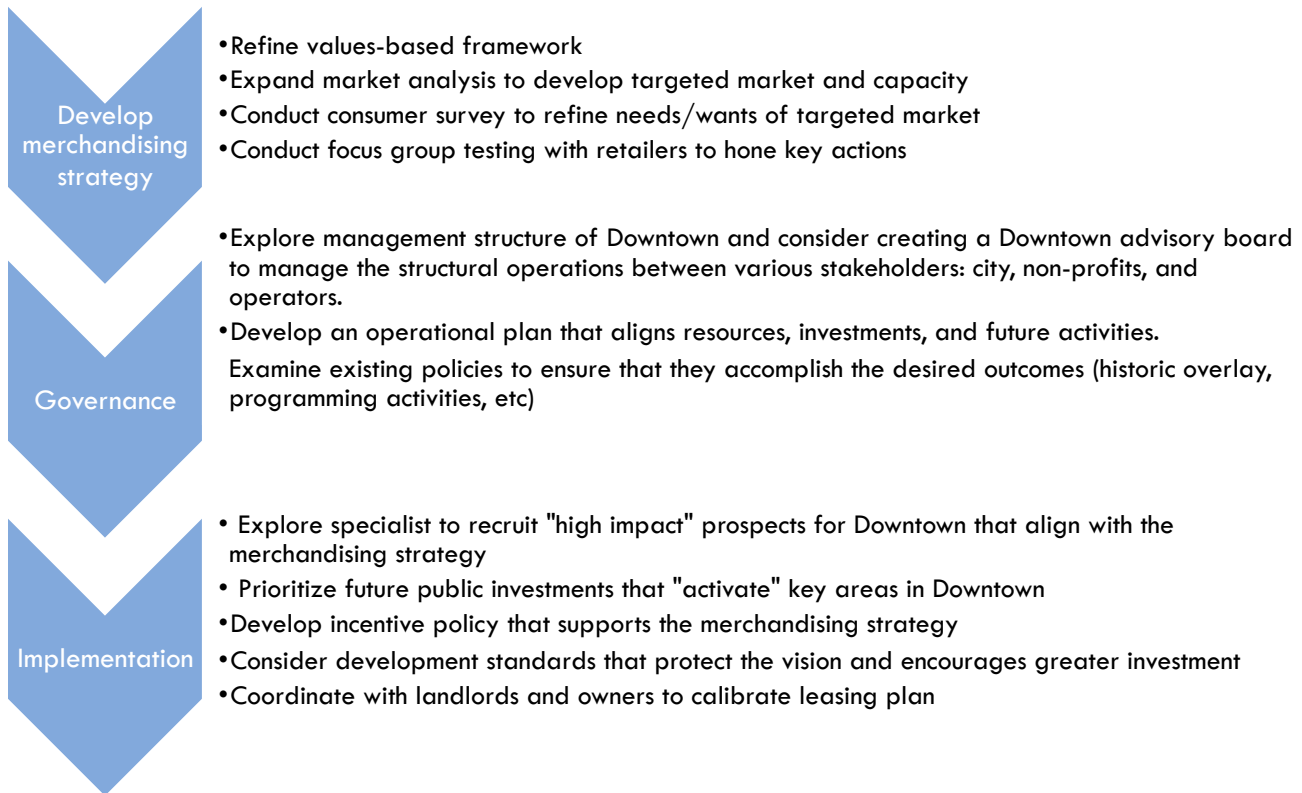 Develop
merchandising
strategy
•Refine values-based framework
•Expand market analysis to develop targeted market and capacity
•Conduct consumer survey to refine needs/wants of targeted market
•Conduct focus group testing with retailers to hone key actions
Governance
•Explore management structure of Downtown and consider creating a Downtown advisory board
to manage the structural operations between various stakeholders: city, non-profits, and
operators.
•Develop an operational plan that aligns resources, investments, and future activities.
Examine existing policies to ensure that they accomplish the desired outcomes (historic overlay,
programming activities, etc)
Implementation
• Explore specialist to recruit "high impact" prospects for Downtown that align with the
merchandising strategy
• Prioritize future public investments that "activate" key areas in Downtown
•Develop incentive policy that supports the merchandising strategy
•Consider development standards that protect the vision and encourages greater investment
•Coordinate with landlords and owners to calibrate leasing plan